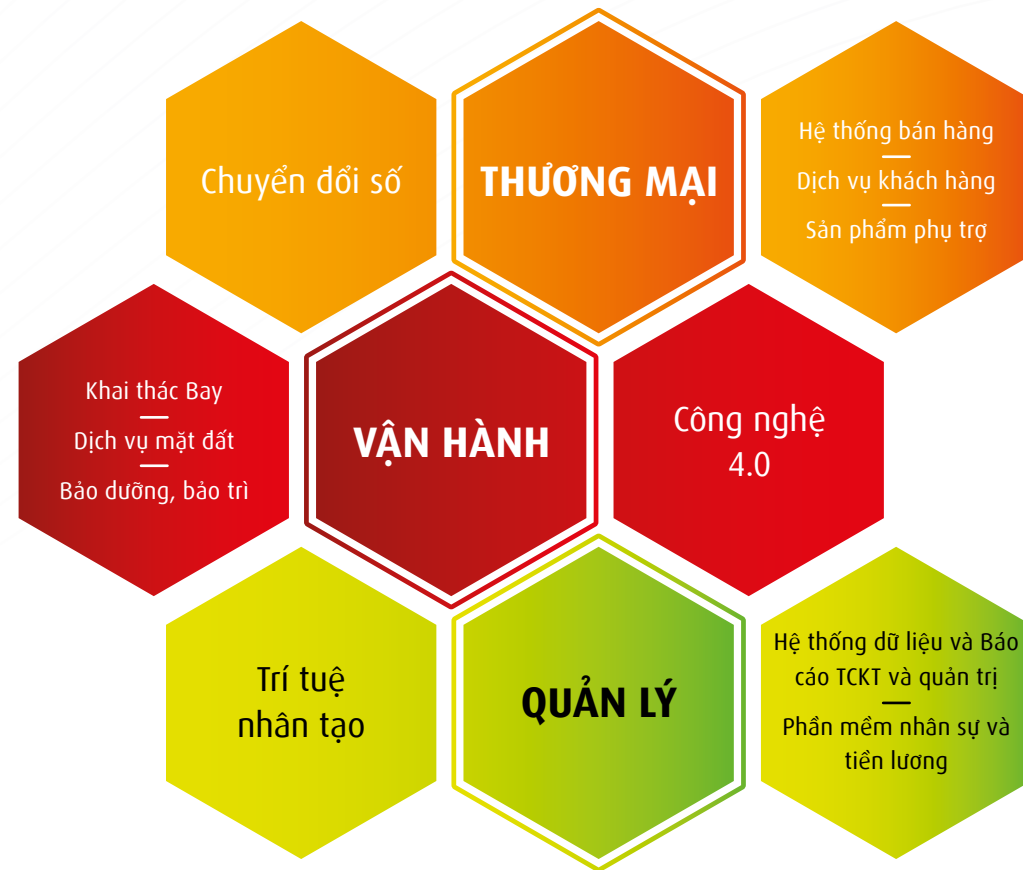 Chuyển đổi số
THƯƠNG MẠI
Hệ thống bán hàng
Dịch vụ khách hàng
Sản phẩm phụ trợ
Khai thác Bay
Dịch vụ mặt đất
Bảo dưỡng, bảo trì
VẬN HÀNH
Công nghệ
4.0
Trí tuệ
nhân tạo
QUẢN LÝ
Hệ thống dữ liệu và Báo
cáo TCKT và quản trị
Phần mềm nhân sự và
tiền lương